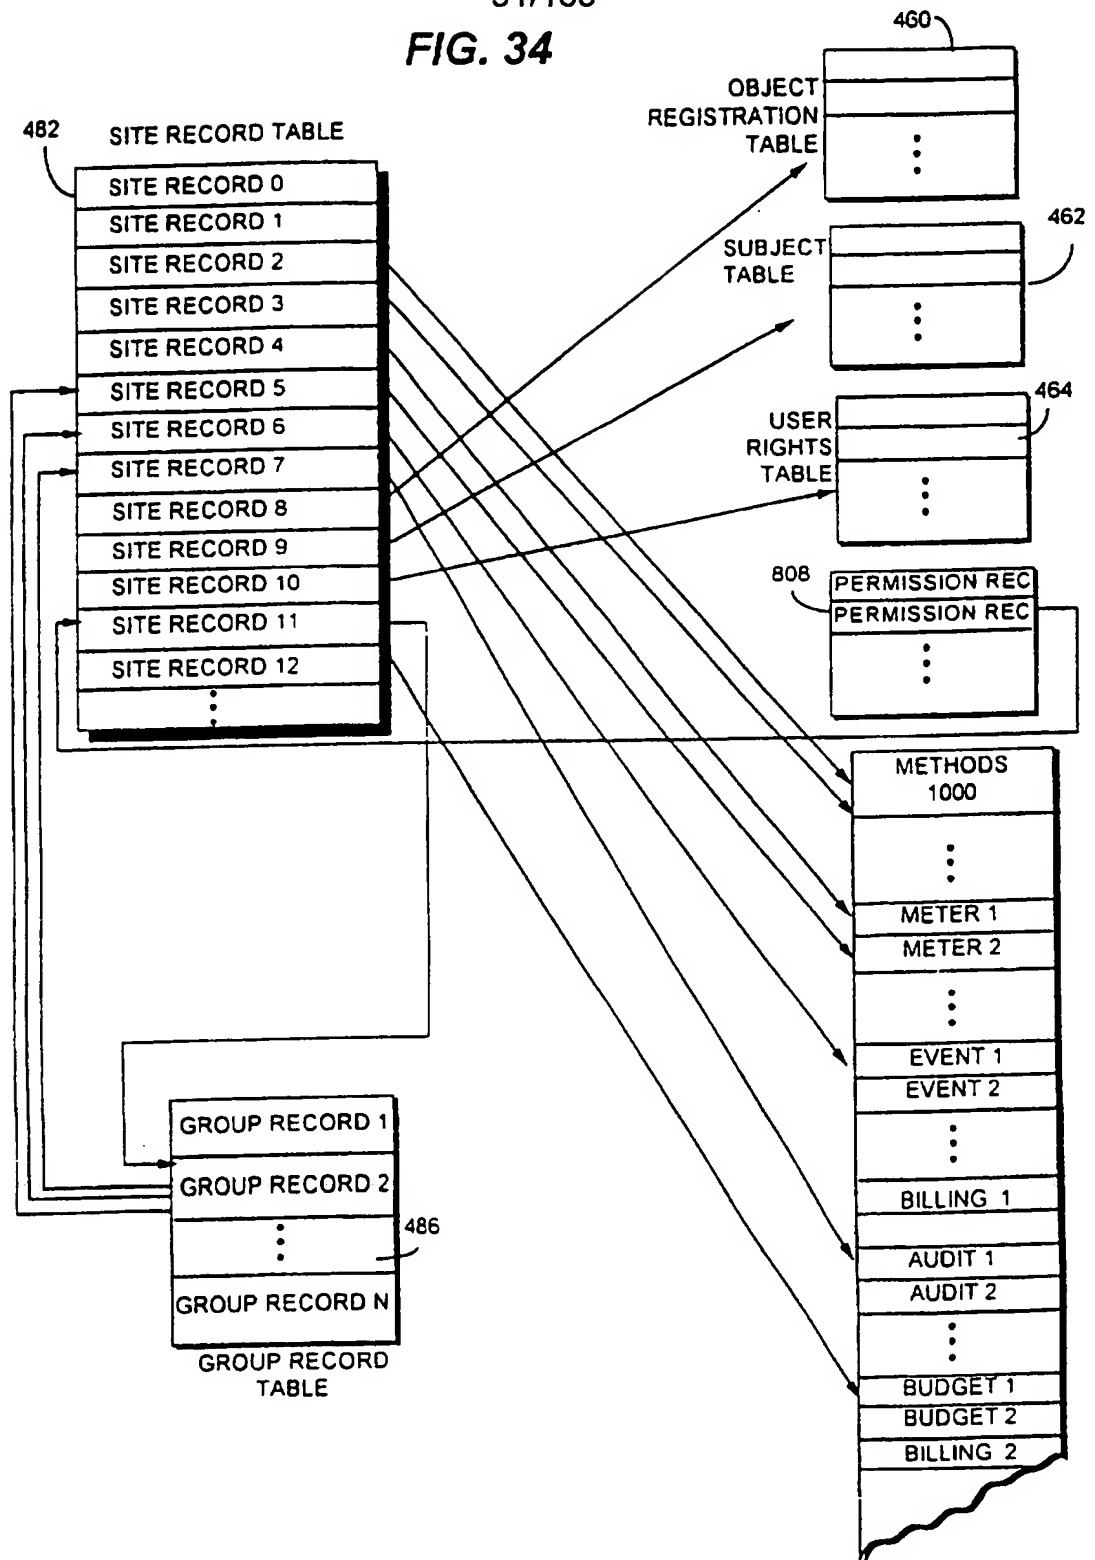 FIG. 34
460
OBJECT
REGISTRATION
TABLE
482
SITE RECORD TABLE
SITE RECORD 0
SITE RECORD 1
SITE RECORD 2
SITE RECORD 3
SITE RECORD 4
SITE RECORD 5
SITE RECORD 6
SITE RECORD 7
SITE RECORD 8
SITE RECORD 9
SITE RECORD 10
SITE RECORD 11
SITE RECORD 12
462
SUBJECT
TABLE
464
USER
RIGHTS
TABLE
808
PERMISSION REC
PERMISSION REC
METHODS
1000
METER 1
METER 2
EVENT 1
EVENT 2
BILLING 1
AUDIT 1
AUDIT 2
BUDGET 1
BUDGET 2
BILLING 2
GROUP RECORD 1
GROUP RECORD 2
486
GROUP RECORD N
GROUP RECORD
TABLE